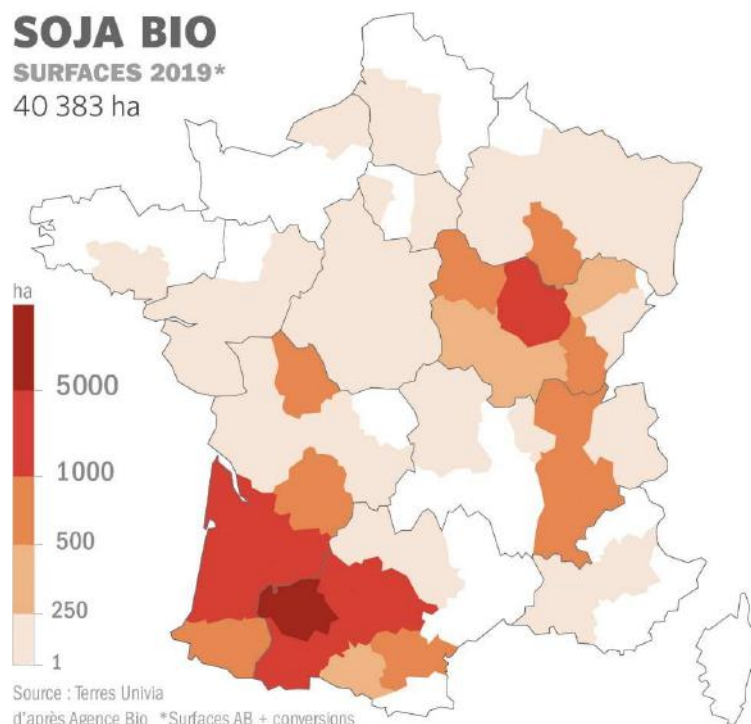 SOJA BIO
SURFACES 2019*
40 383 ha
ha
5000
1000
500
250
1
Source : Terres Univia
d'après Agence Bio *Surfaces AB + conversions